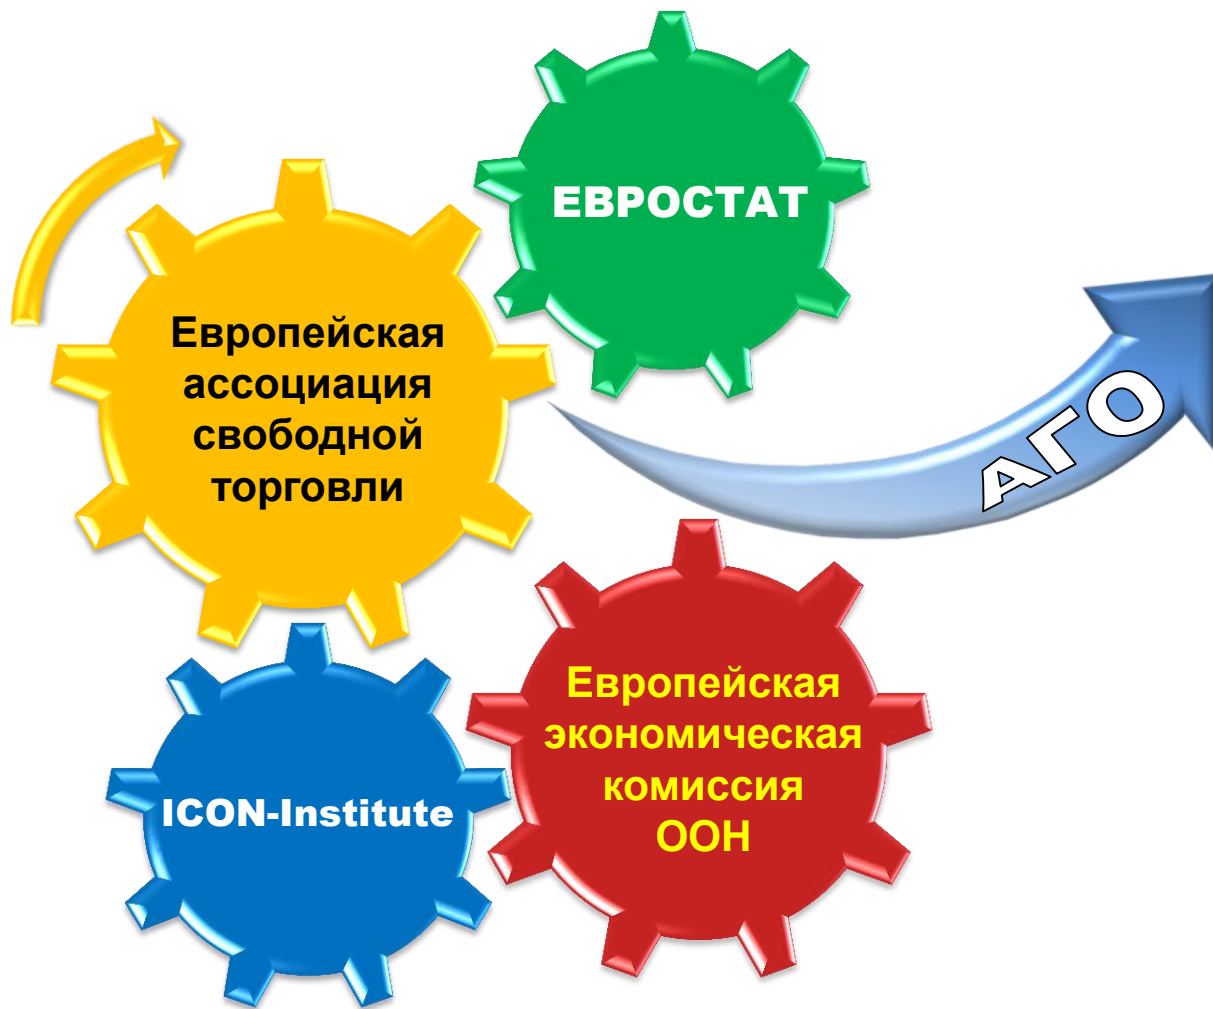 ЕВРОСТАТ
Европейская
ассоциация
свободной
торговли
АГО
Европейская
экономическая
комиссия
ООН
ICON-Institute